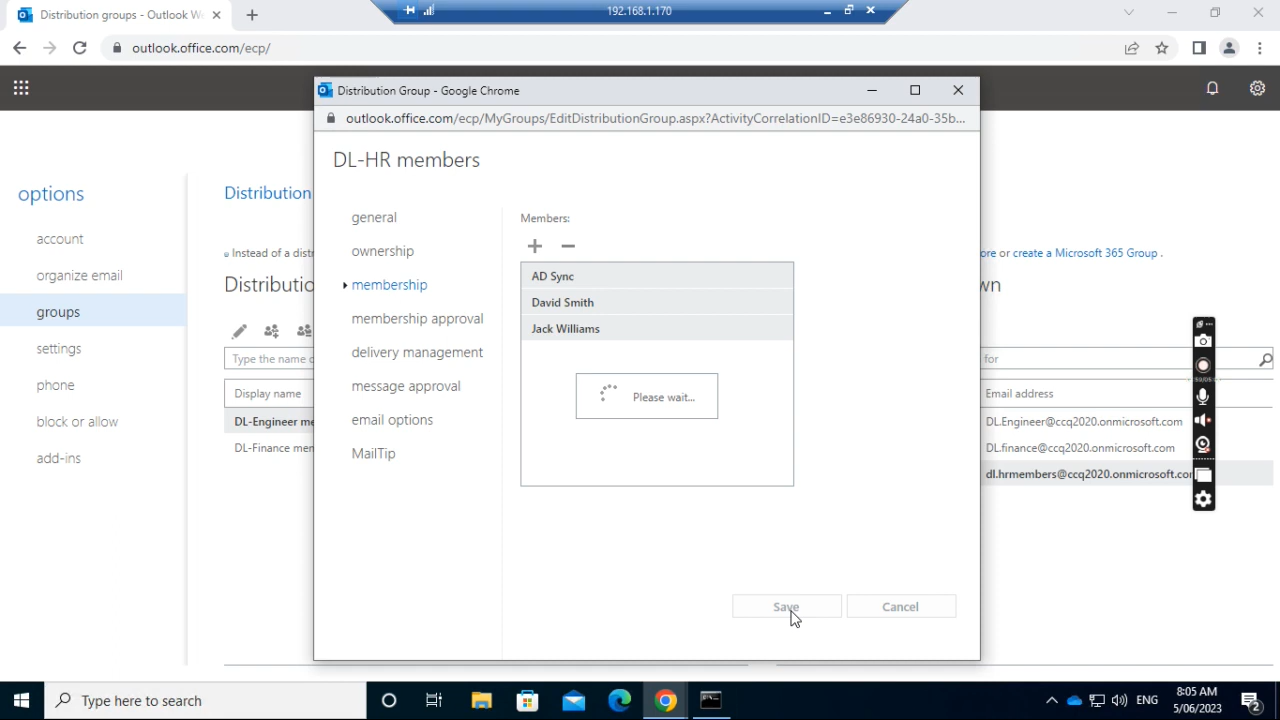 Distribution groups - Outlook We
192.168.1.170
outlook.office.com/ecp/
Distribution Group - Google Chrome
outlook.office.com/ecp/MyGroups/EditDistributionGroup.aspx?ActivityCorrelationID=e3e86930-24a0-35b...
DL-HR members
options
account
organize email
groups
settings
phone
block or allow
add-ins
Distribution
Instead of a distr
Distributio
Type the name o
Display name
DL-Engineer me
DL-Finance mem
general
ownership
membership
membership approval
delivery management
message approval
email options
MailTip
Members:
AD Sync
David Smith
Jack Williams
Please wait...
Save
Cancel
ore or create a Microsoft 365 Group .
wn
for
Email address
DL.Engineer@ccq2020.onmicrosoft.com
DL.finance@ccq2020.onmicrosoft.com
dl.hrmembers@ccq2020.onmicrosoft.con
Type here to search
ENG
8:05 AM
5/06/2023
2